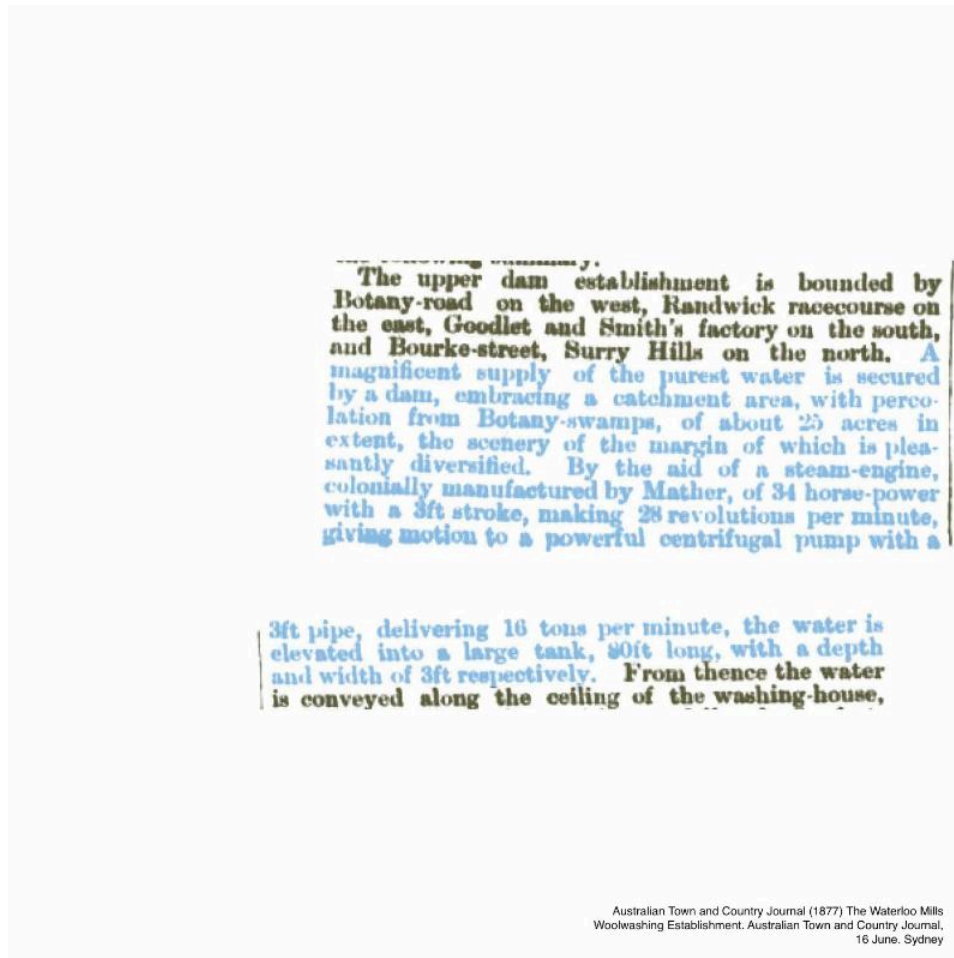 The upper dam establishment is bounded by
Botany-road on the west, Randwick racecourse on
the east, Goodlet and Smith's factory on the south,
and Bourke-street, Surry Hills on the north. A
magnificent supply of the purest water is secured
by a dam, embracing a catchment area, with perco-
lation from Botany-swamps, of about 25 acres in
extent, the scenery of the margin of which is plea-
santly diversified. By the aid of a steam-engine,
colonially manufactured by Mather, of 34 horse-power
with a 3ft stroke, making 28 revolutions per minute,
giving motion to a powerful centrifugal pump with a
3ft pipe, delivering 16 tons per minute, the water is
elevated into a large tank, 80ft long, with a depth
and width of 3ft respectively. From thence the water
is conveyed along the ceiling of the washing-house,
Australian Town and Country Journal (1877) The Waterloo Mills
Woolwashing Establishment. Australian Town and Country Journal,
16 June. Sydney